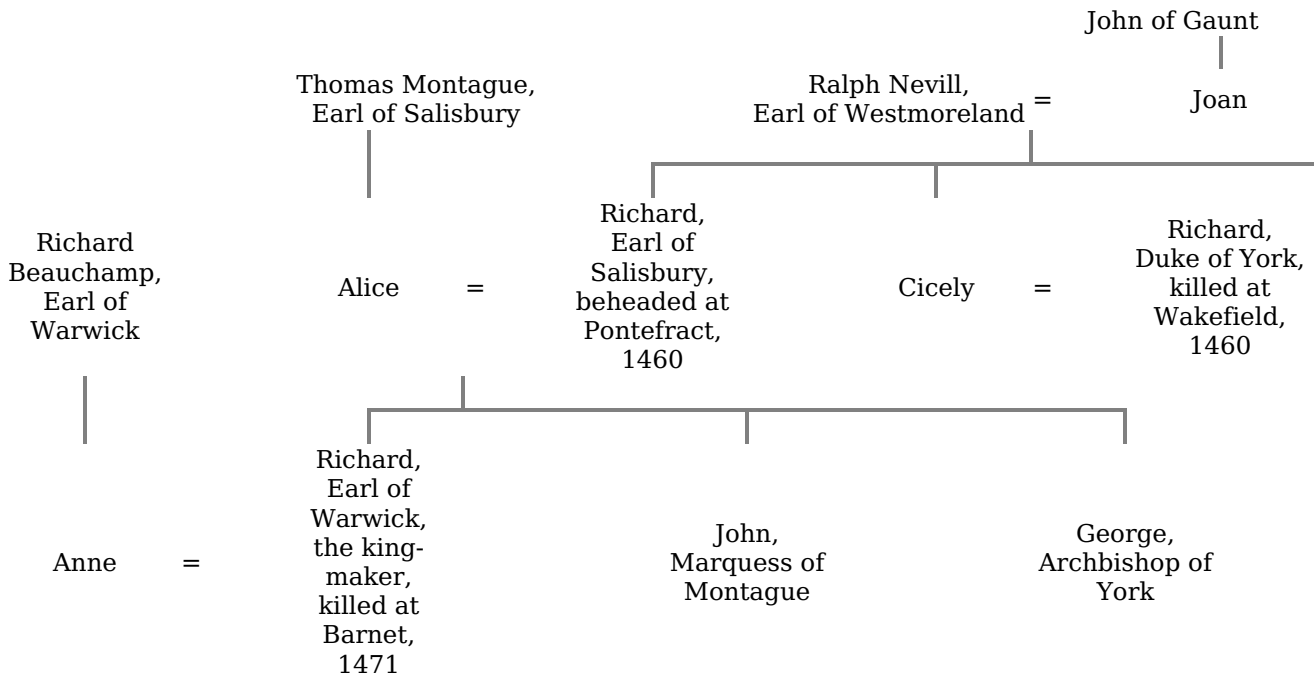 John of Gaunt
Thomas Montague,
Earl of Salisbury
Ralph Nevill,
Earl of Westmoreland
=
Joan
Richard
Beauchamp,
Earl of
Warwick
Alice
=
Richard,
Earl of
Salisbury,
beheaded at
Pontefract,
1460
Cicely
=
Richard,
Duke of York,
killed at
Wakefield,
1460
Anne
=
Richard,
Earl of
Warwick,
the king-
maker,
killed at
Barnet,
1471
John,
Marquess of
Montague
George,
Archbishop of
York